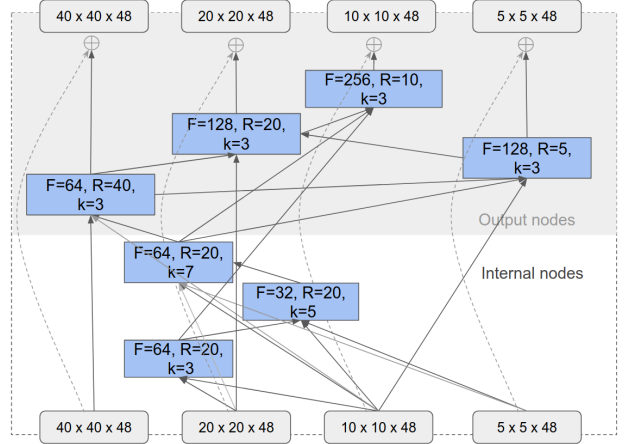 40 x 40 x 48
20 x 20 x 48
10 x 10 x 48
5 x 5 x 48
F=256, R=10,
k=3
F=128, R=20,
k=3
F=128, R=5,
k=3
F=64, R=40,
k=3
Output nodes
F=64, R=20,
k=7
Internal nodes
F=32, R=20,
k=5
F=64, R=20,
k=3
40 x 40 x 48
20 x 20 x 48
10 x 10 x 48
5 x 5 x 48